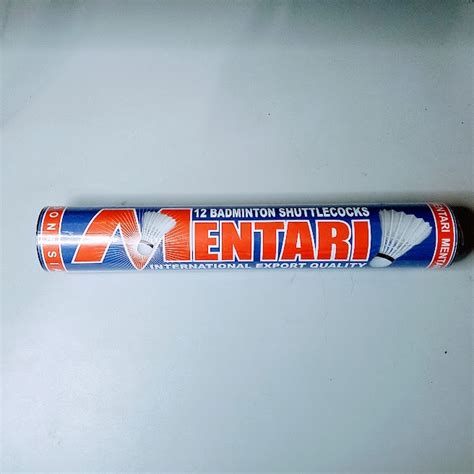 12 BADMINTON SHUTTLECOCKS
MENTARI
INTERNATIONAL EXPORT QUALITY
MENTARI